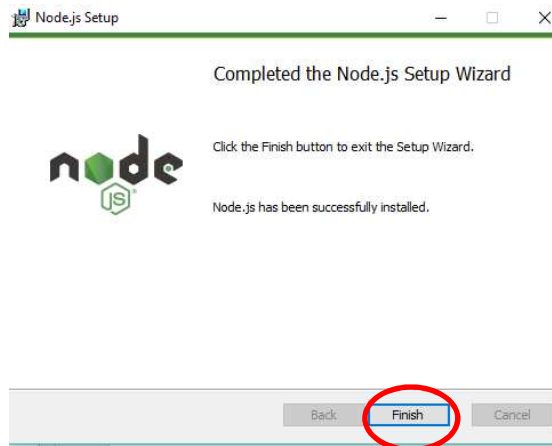 Node.js Setup
Completed the Node.js Setup Wizard
Click the Finish button to exit the Setup Wizard.
node
JS
Node.js has been successfully installed.
Back Finish Cancel